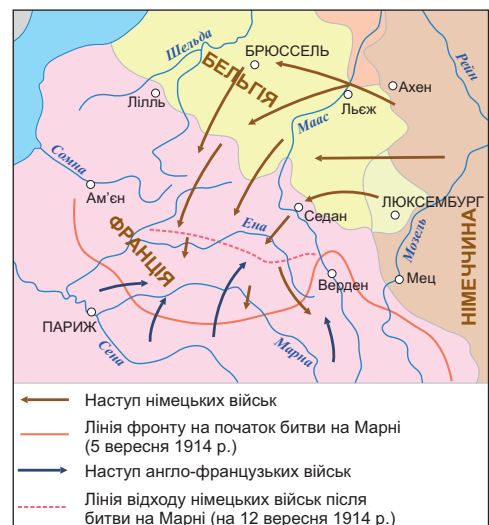 Шельда
БРЮССЕЛЬ
Рейн
БЕЛЬГІЯ
Ахен
Лілль
Льєж
Маас
Сомна
Ам’єн
ЛЮКСЕМБУРГ
Седан
Ена
Мозель
ФРАНЦІЯ
НІМЕЧЧИНА
Верден
Мец
ПАРИЖ
Сена
Марна
Наступ німецьких військ
Лінія фронту на початок битви на Марні
(5 вересня 1914 р.)
Наступ англо-французьких військ
Лінія відходу німецьких військ після
битви на Марні (на 12 вересня 1914 р.)